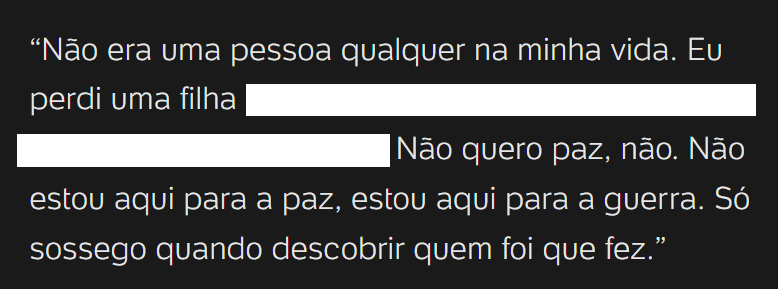 “Não era uma pessoa qualquer na minha vida. Eu
perdi uma filha
Não quero paz, não. Não
estou aqui para a paz, estou aqui para a guerra. Só
sossego quando descobrir quem foi que fez.”